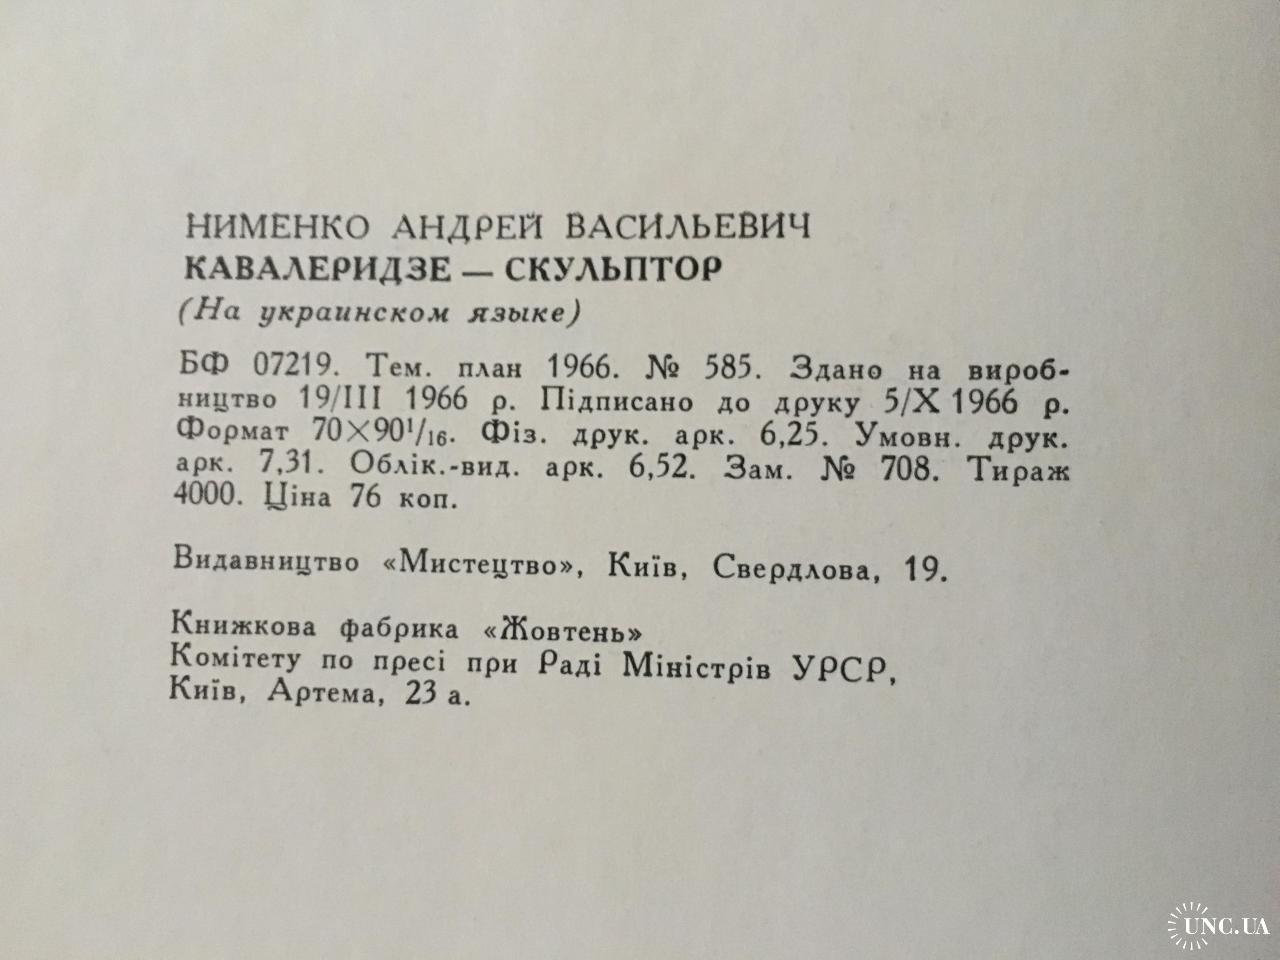 НИМЕНКО АНДРЕЙ ВАСИЛЬЕВИЧ
КАВАЛЕРИДЗЕ — СКУЛЬПТОР
(На украинском языке)
БФ 07219. Тем. план 1966. № 585. Здано на вироб-
ництво 19/III 1966 р. Підписано до друку 5/X 1966 р.
Формат 70×90¹/₁₆. Фіз. друк. арк. 6,25. Умовн. друк.
арк. 7,31. Облік.-вид. арк. 6,52. Зам. № 708. Тираж
4000. Ціна 76 коп.
Видавництво «Мистецтво», Київ, Свердлова, 19.
Книжкова фабрика «Жовтень»
Комітету по пресі при Раді Міністрів УРСР,
Київ, Артема, 23 а.
UNC.UA